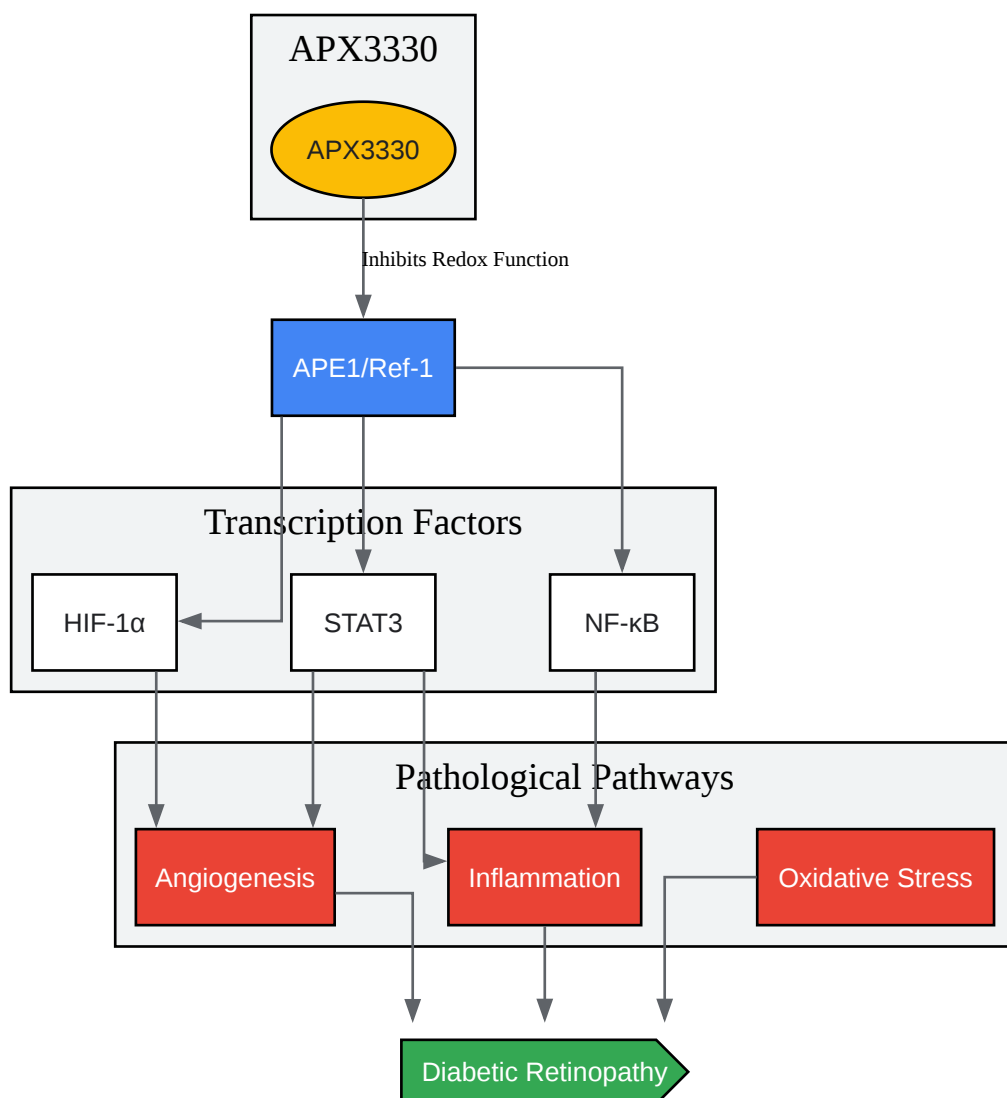 APX3330
APX3330
Inhibits Redox Function
APE1/Ref-1
Transcription Factors
HIF-1α
STAT3
NF-κB
Pathological Pathways
Angiogenesis
Inflammation
Oxidative Stress
Diabetic Retinopathy